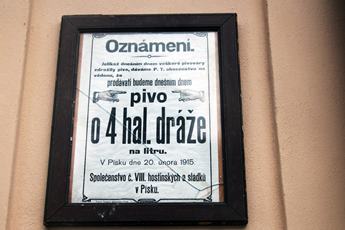 Oznámení.
Jelikož dnešním dnem veškeré pivovary
zdražily pivo, dáváme P. T. obecenstvu na
vědomí, že
prodávati budeme dnešním dnem
pivo
o 4 hal. dráže
na litru.
V Písku dne 20. února 1915.
Společenstvo č. VIII. hostinských a sládků
v Písku.